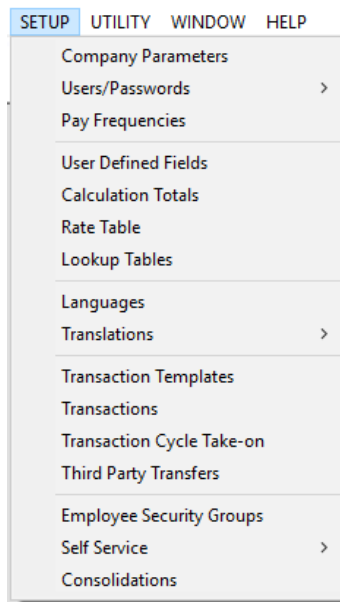 SETUP UTILITY WINDOW HELP
Company Parameters
Users/Passwords
Pay Frequencies
User Defined Fields
Calculation Totals
Rate Table
Lookup Tables
Languages
Translations
Transaction Templates
Transactions
Transaction Cycle Take-on
Third Party Transfers
Employee Security Groups
Self Service
Consolidations